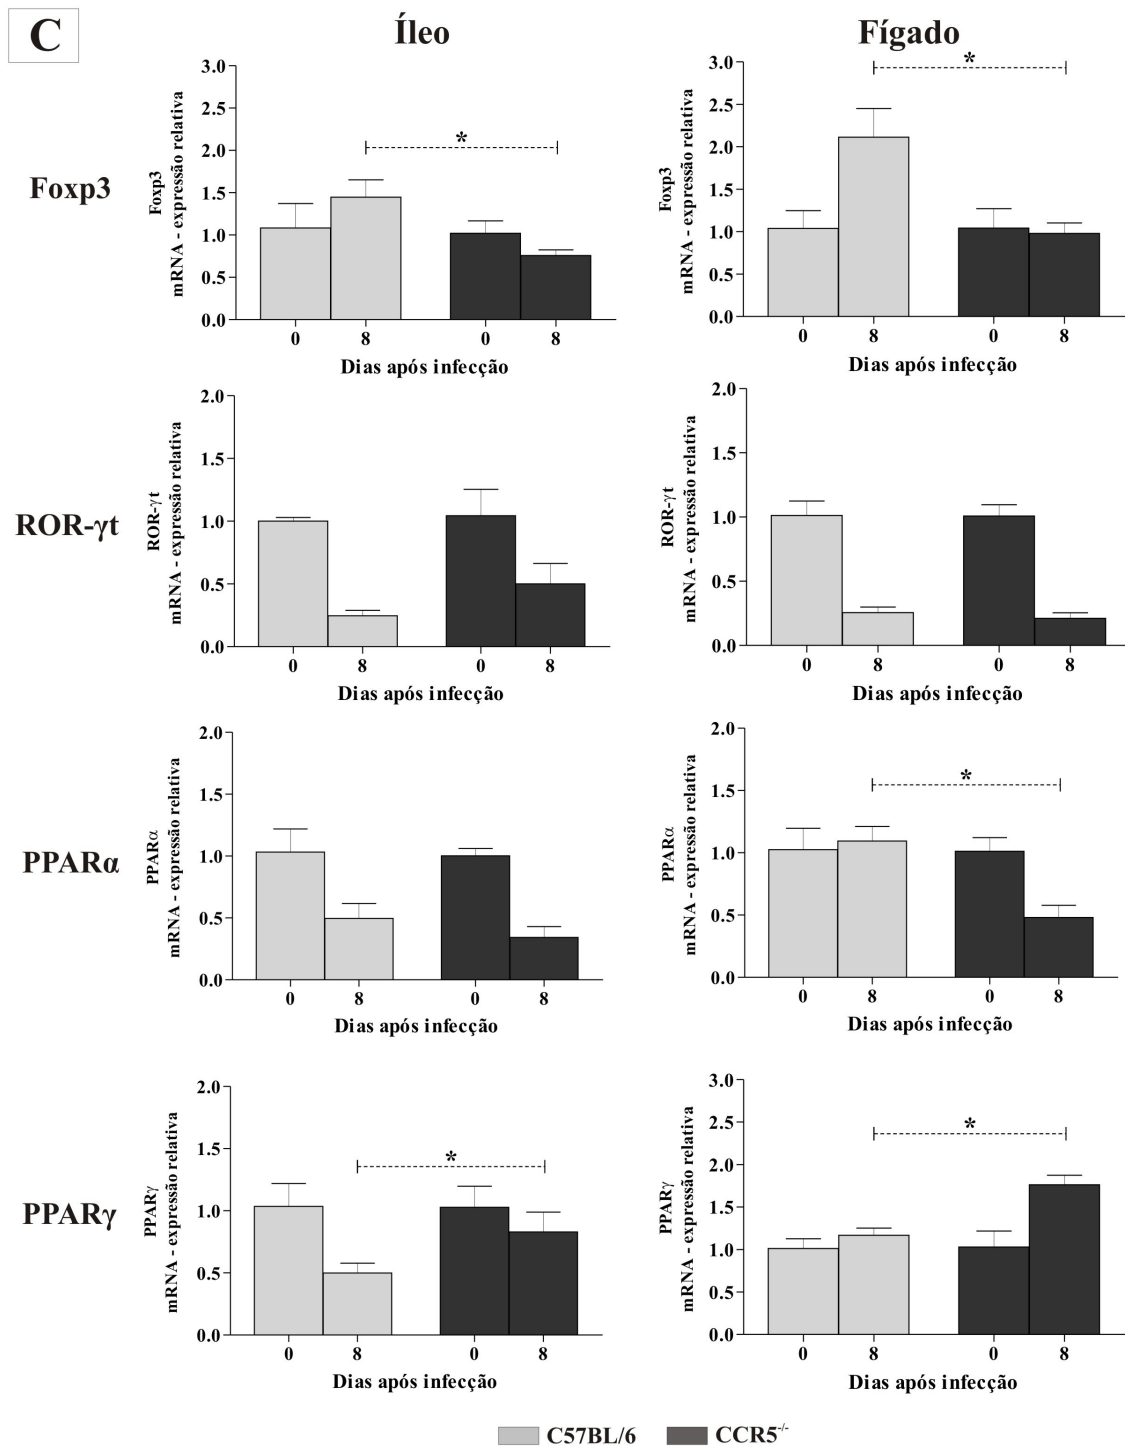 C
Íleo
Fígado
Foxp3
Foxp3
mRNA - expressão relativa
3.0
2.5
2.0
1.5
1.0
0.5
0.0
*
0 8 0 8
Dias após infecção
Foxp3
mRNA - expressão relativa
3.0
2.5
2.0
1.5
1.0
0.5
0.0
*
0 8 0 8
Dias após infecção
ROR-γt
ROR-γt
mRNA - expressão relativa
2.0
1.5
1.0
0.5
0.0
0 8 0 8
Dias após infecção
ROR-γt
mRNA - expressão relativa
2.0
1.5
1.0
0.5
0.0
0 8 0 8
Dias após infecção
PPARα
PPARα
mRNA - expressão relativa
2.0
1.5
1.0
0.5
0.0
0 8 0 8
Dias após infecção
PPARα
mRNA - expressão relativa
2.0
1.5
1.0
0.5
0.0
*
0 8 0 8
Dias após infecção
PPARγ
PPARγ
mRNA - expressão relativa
2.0
1.5
1.0
0.5
0.0
*
0 8 0 8
Dias após infecção
PPARγ
mRNA - expressão relativa
3.0
2.5
2.0
1.5
1.0
0.5
0.0
*
0 8 0 8
Dias após infecção
C57BL/6 CCR5-/-